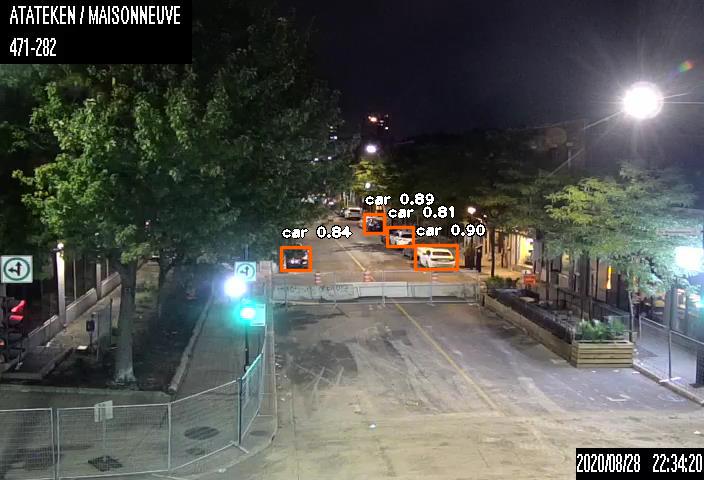 ATATEKEN / MAISONNEUVE
471-282
car 0.89
car 0.81
car 0.84
car 0.90
2020/08/28 22:34:20